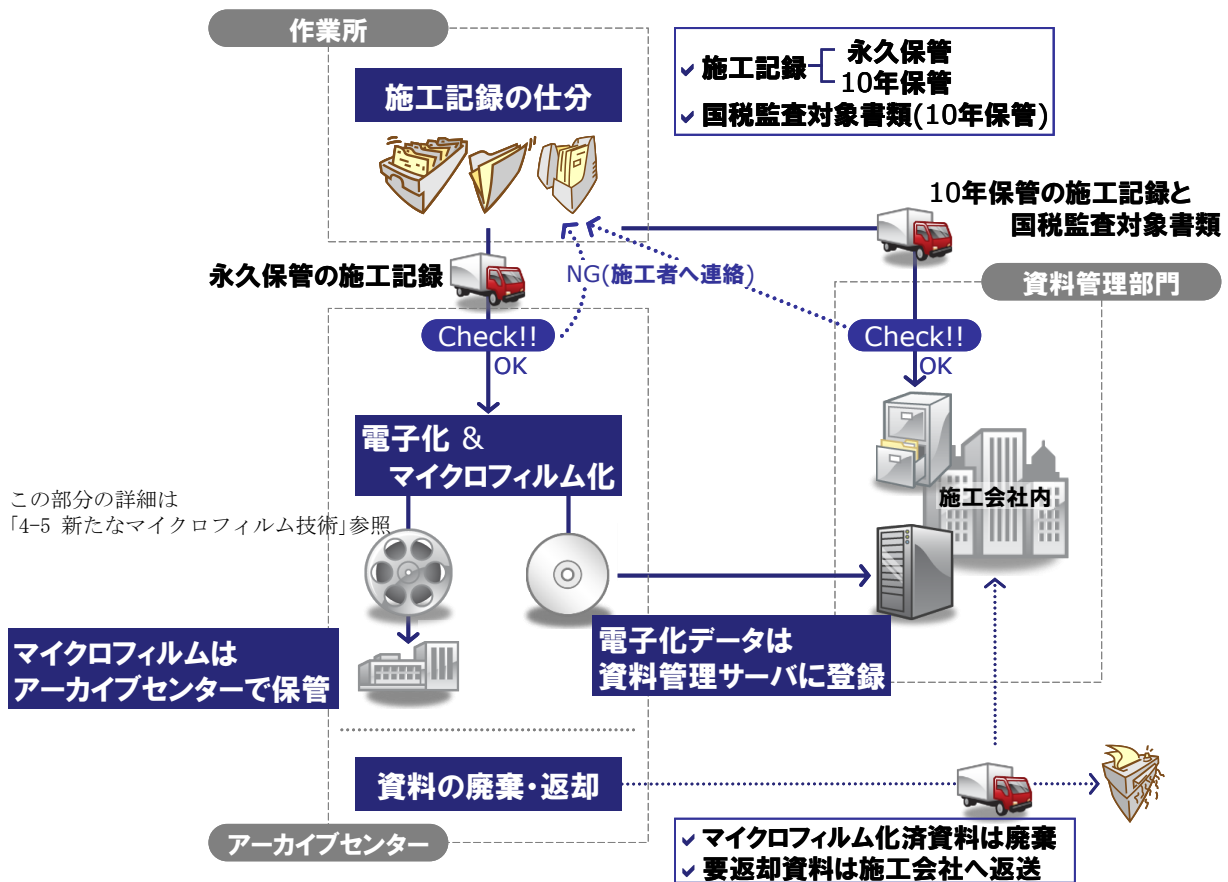 作業所
施工記録の仕分
✓ 施工記録
永久保管
10年保管
✓ 国税監査対象書類(10年保管)
10年保管の施工記録と
国税監査対象書類
永久保管の施工記録
NG(施工者へ連絡)
資料管理部門
Check!!
OK
Check!!
OK
電子化 &
マイクロフィルム化
この部分の詳細は
「4-5 新たなマイクロフィルム技術」参照
施工会社内
マイクロフィルムは
アーカイブセンターで保管
電子化データは
資料管理サーバに登録
資料の廃棄・返却
アーカイブセンター
✓ マイクロフィルム化済資料は廃棄
✓ 要返却資料は施工会社へ返送